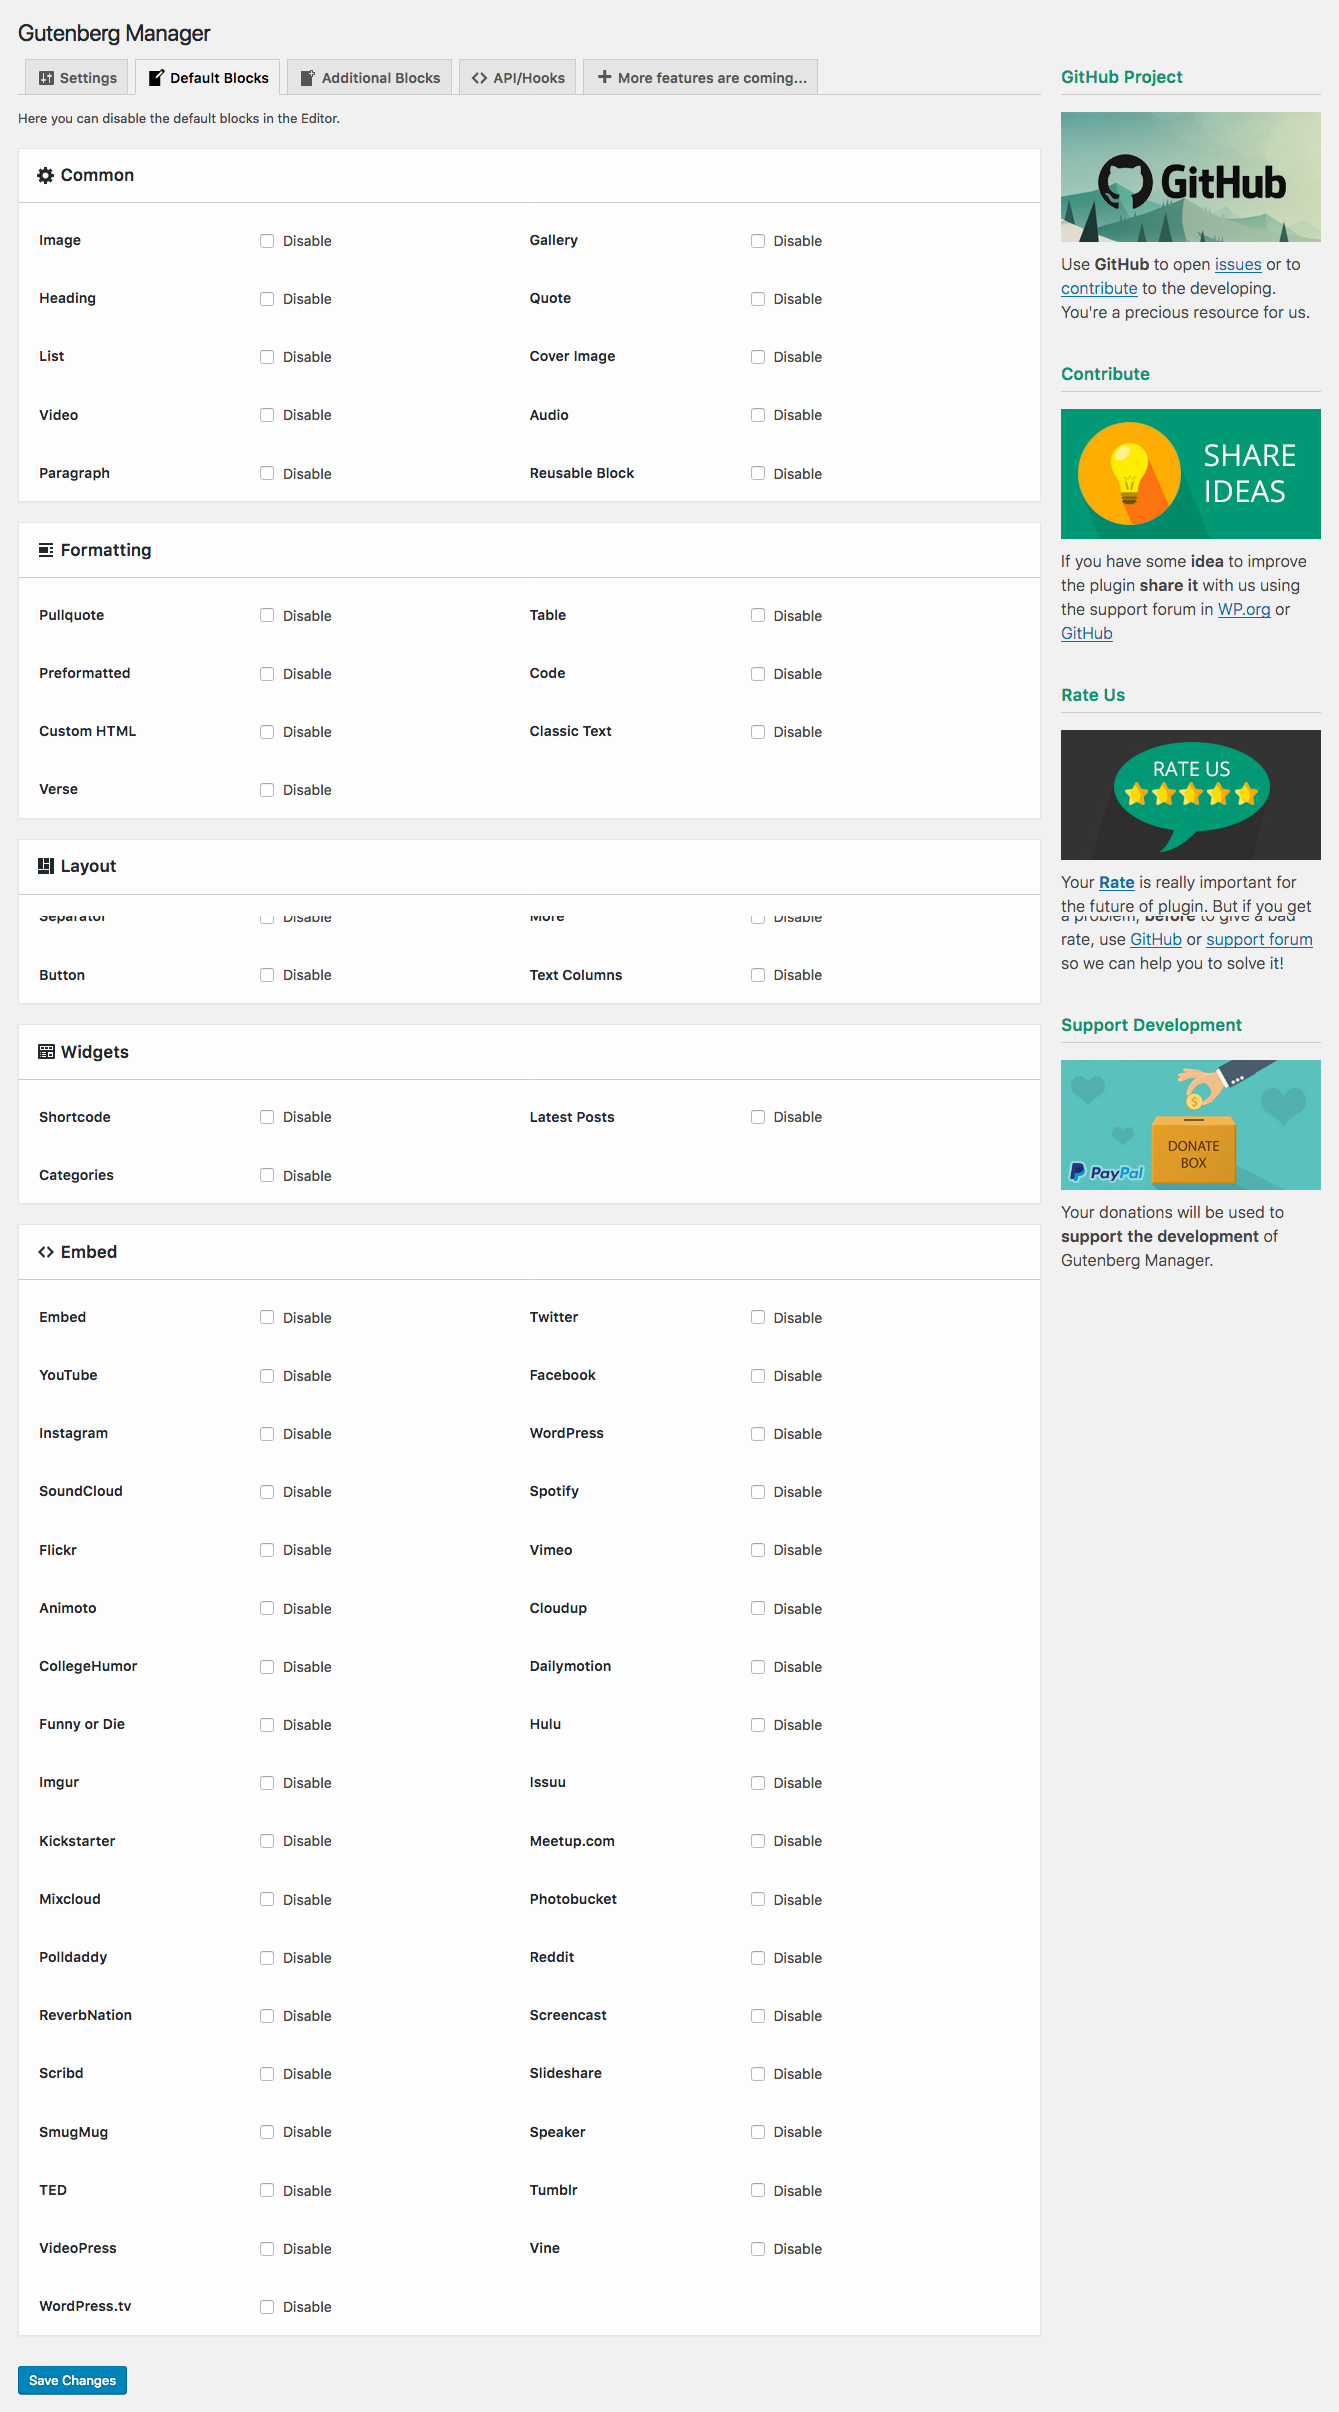 Gutenberg Manager
Settings
Default Blocks
Additional Blocks
API/Hooks
More features are coming...
Here you can disable the default blocks in the Editor.
Common
Image Disable Gallery Disable
Heading Disable Quote Disable
List Disable Cover Image Disable
Video Disable Audio Disable
Paragraph Disable Reusable Block Disable
Formatting
Pullquote Disable Table Disable
Preformatted Disable Code Disable
Custom HTML Disable Classic Text Disable
Verse Disable
Layout
Separator Disable More Disable
Button Disable Text Columns Disable
Widgets
Shortcode Disable Latest Posts Disable
Categories Disable
Embed
Embed Disable Twitter Disable
YouTube Disable Facebook Disable
Instagram Disable WordPress Disable
SoundCloud Disable Spotify Disable
Flickr Disable Vimeo Disable
Animoto Disable Cloudup Disable
CollegeHumor Disable Dailymotion Disable
Funny or Die Disable Hulu Disable
Imgur Disable Issuu Disable
Kickstarter Disable Meetup.com Disable
Mixcloud Disable Photobucket Disable
Polldaddy Disable Reddit Disable
ReverbNation Disable Screencast Disable
Scribd Disable Slideshare Disable
SmugMug Disable Speaker Disable
TED Disable Tumblr Disable
VideoPress Disable Vine Disable
WordPress.tv Disable
Save Changes
GitHub Project
GitHub
Use GitHub to open issues or to
contribute to the developing.
You're a precious resource for us.
Contribute
SHARE
IDEAS
If you have some idea to improve
the plugin share it with us using
the support forum in WP.org or
GitHub
Rate Us
RATE US
Your Rate is really important for
the future of plugin. But if you get
a problem, before to give a bad
rate, use GitHub or support forum
so we can help you to solve it!
Support Development
$
DONATE
BOX
PayPal
Your donations will be used to
support the development of
Gutenberg Manager.